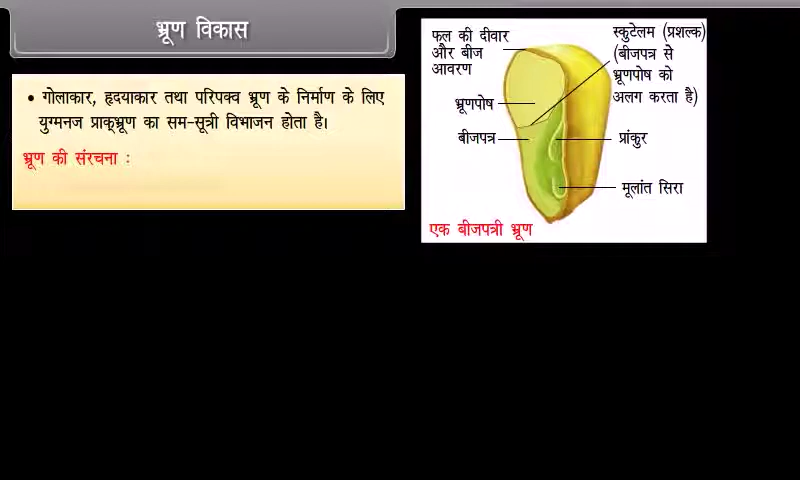 भ्रूण विकास
• गोलाकार, हृदयाकार तथा परिपक्व भ्रूण के निर्माण के लिए
युग्मनज प्राक्भ्रूण का सम-सूत्री विभाजन होता है।
भ्रूण की संरचना :
फल की दीवार
और बीज
आवरण
भ्रूणपोष
बीजपत्र
स्कुटेलम (प्रशल्क)
(बीजपत्र से
भ्रूणपोष को
अलग करता है)
प्रांकुर
मूलांत सिरा
एक बीजपत्री भ्रूण